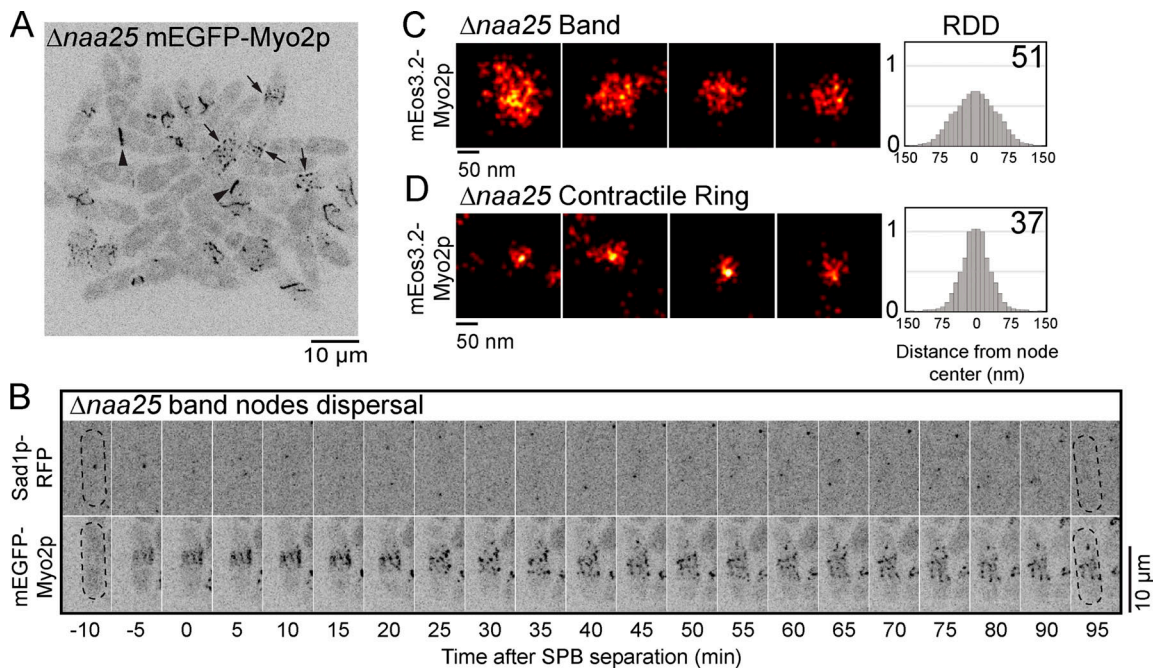 A
Δnaa25 mEGFP-Myo2p
10 µm
C
Δnaa25 Band
RDD
mEos3.2-
Myo2p
50 nm
51
1
0
150 75 0 75 150
D
Δnaa25 Contractile Ring
mEos3.2-
Myo2p
50 nm
37
1
0
150 75 0 75 150
Distance from node
center (nm)
B
Δnaa25 band nodes dispersal
Sad1p-
RFP
mEGFP-
Myo2p
10 µm
-10 -5 0 5 10 15 20 25 30 35 40 45 50 55 60 65 70 75 80 90 95
Time after SPB separation (min)